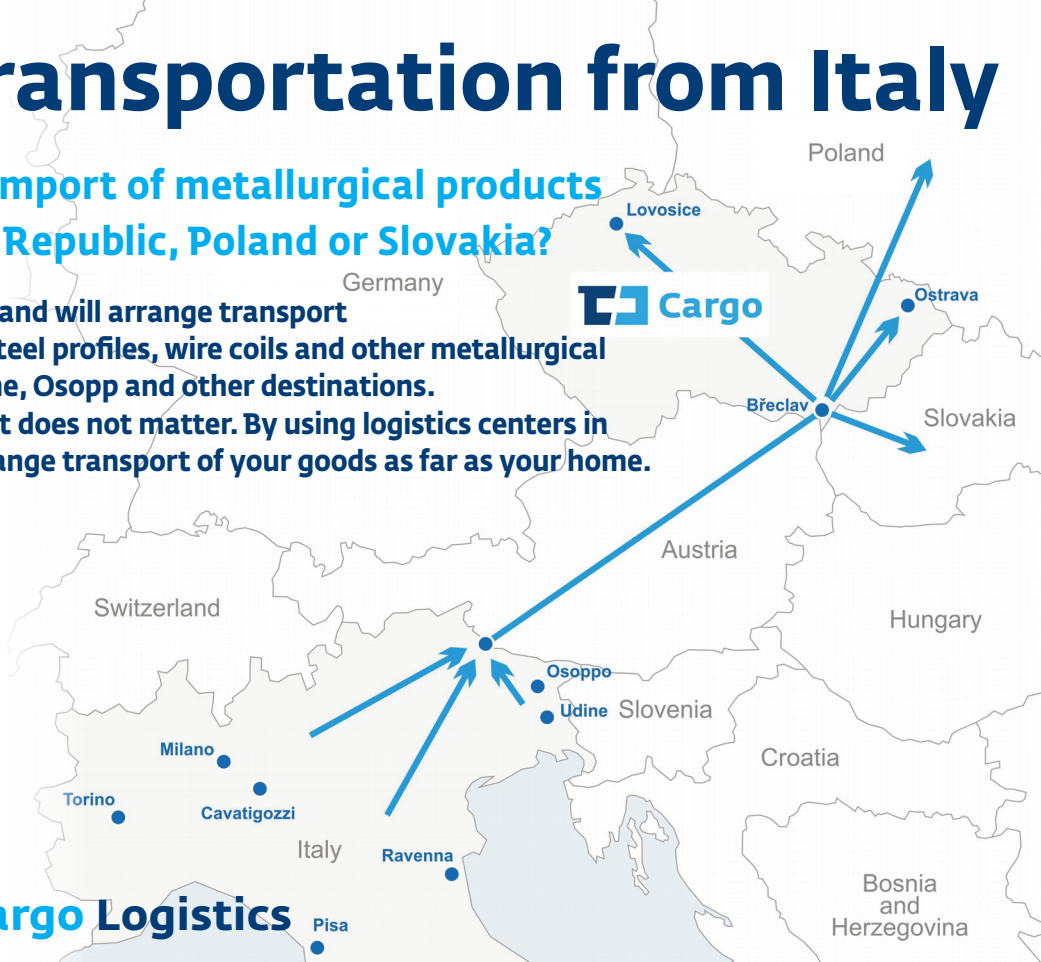 ransportation from Italy
mport of metallurgical products
Republic, Poland or Slovakia?
and will arrange transport
teel profiles, wire coils and other metallurgical
ne, Osopp and other destinations.
t does not matter. By using logistics centers in
ange transport of your goods as far as your home.
Poland
Lovosice
Germany
Cargo
Ostrava
Břeclav
Slovakia
Austria
Switzerland
Hungary
Osoppo
Udine
Slovenia
Milano
Croatia
Torino
Cavatigozzi
Italy
Ravenna
Bosnia
and
Herzegovina
argo Logistics
Pisa